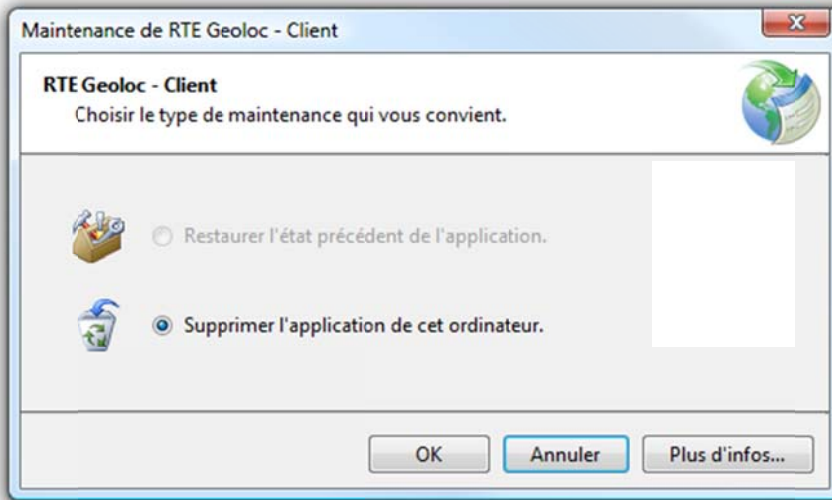 Maintenance de RTE Geoloc - Client
RTE Geoloc - Client
Choisir le type de maintenance qui vous convient.
Restaurer l'état précédent de l'application.
Supprimer l'application de cet ordinateur.
OK
Annuler
Plus d'infos...